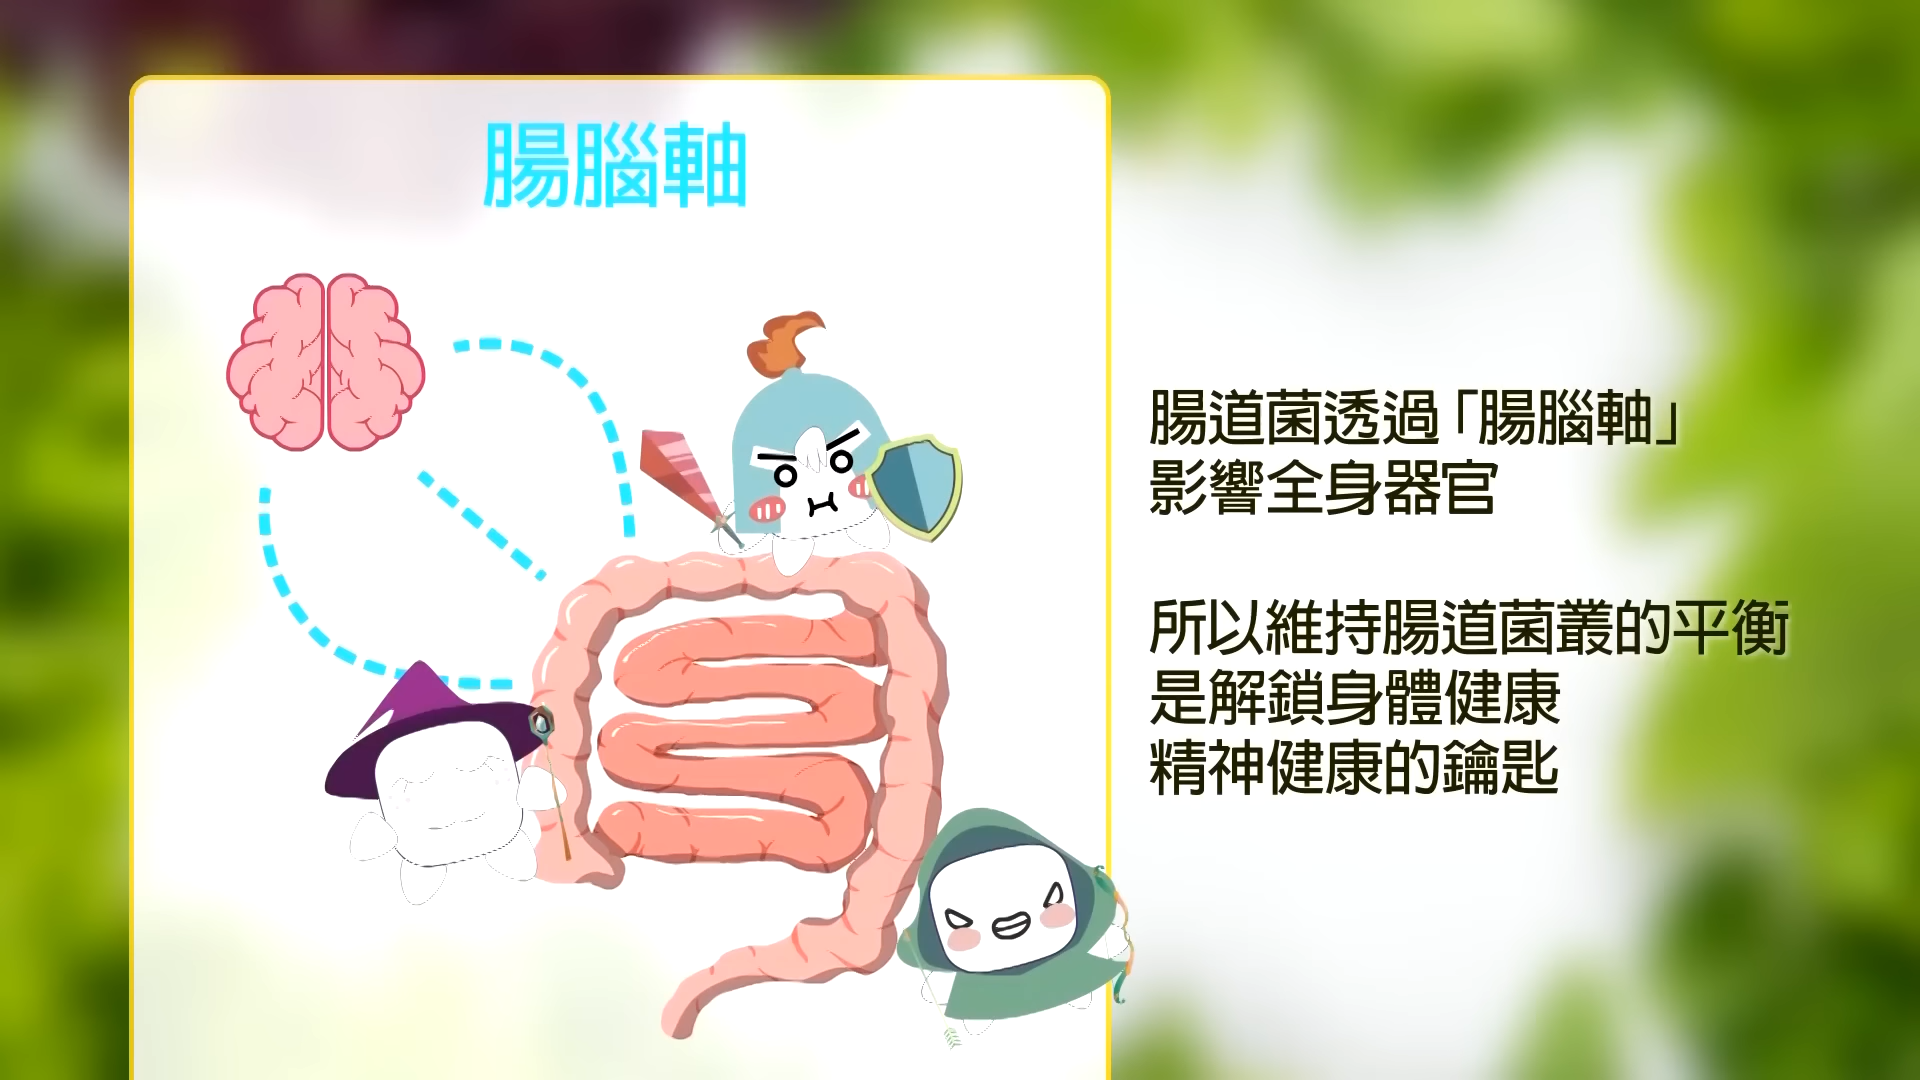 腸腦軸
腸道菌透過「腸腦軸」
影響全身器官
所以維持腸道菌叢的平衡
是解鎖身體健康
精神健康的鑰匙